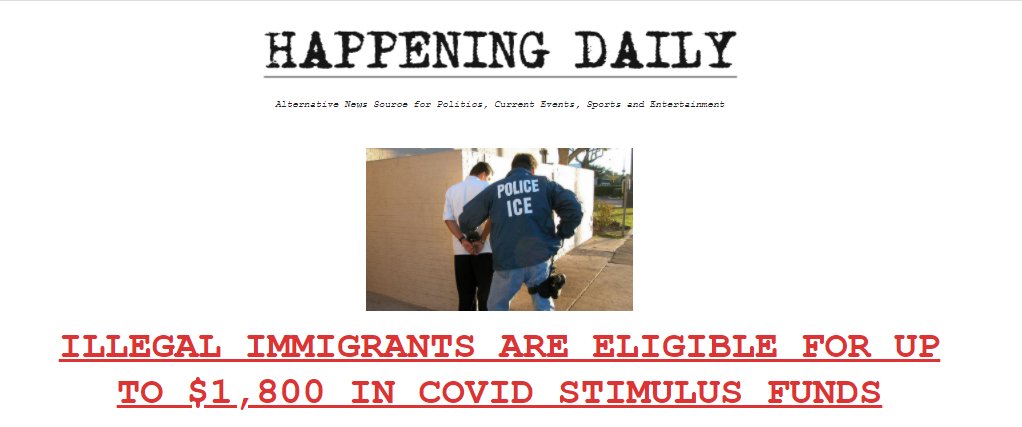 HAPPENING DAILY
Alternative News Source for Politics, Current Events, Sports and Entertainment
POLICE
ICE
ILLEGAL IMMIGRANTS ARE ELIGIBLE FOR UP
TO $1,800 IN COVID STIMULUS FUNDS